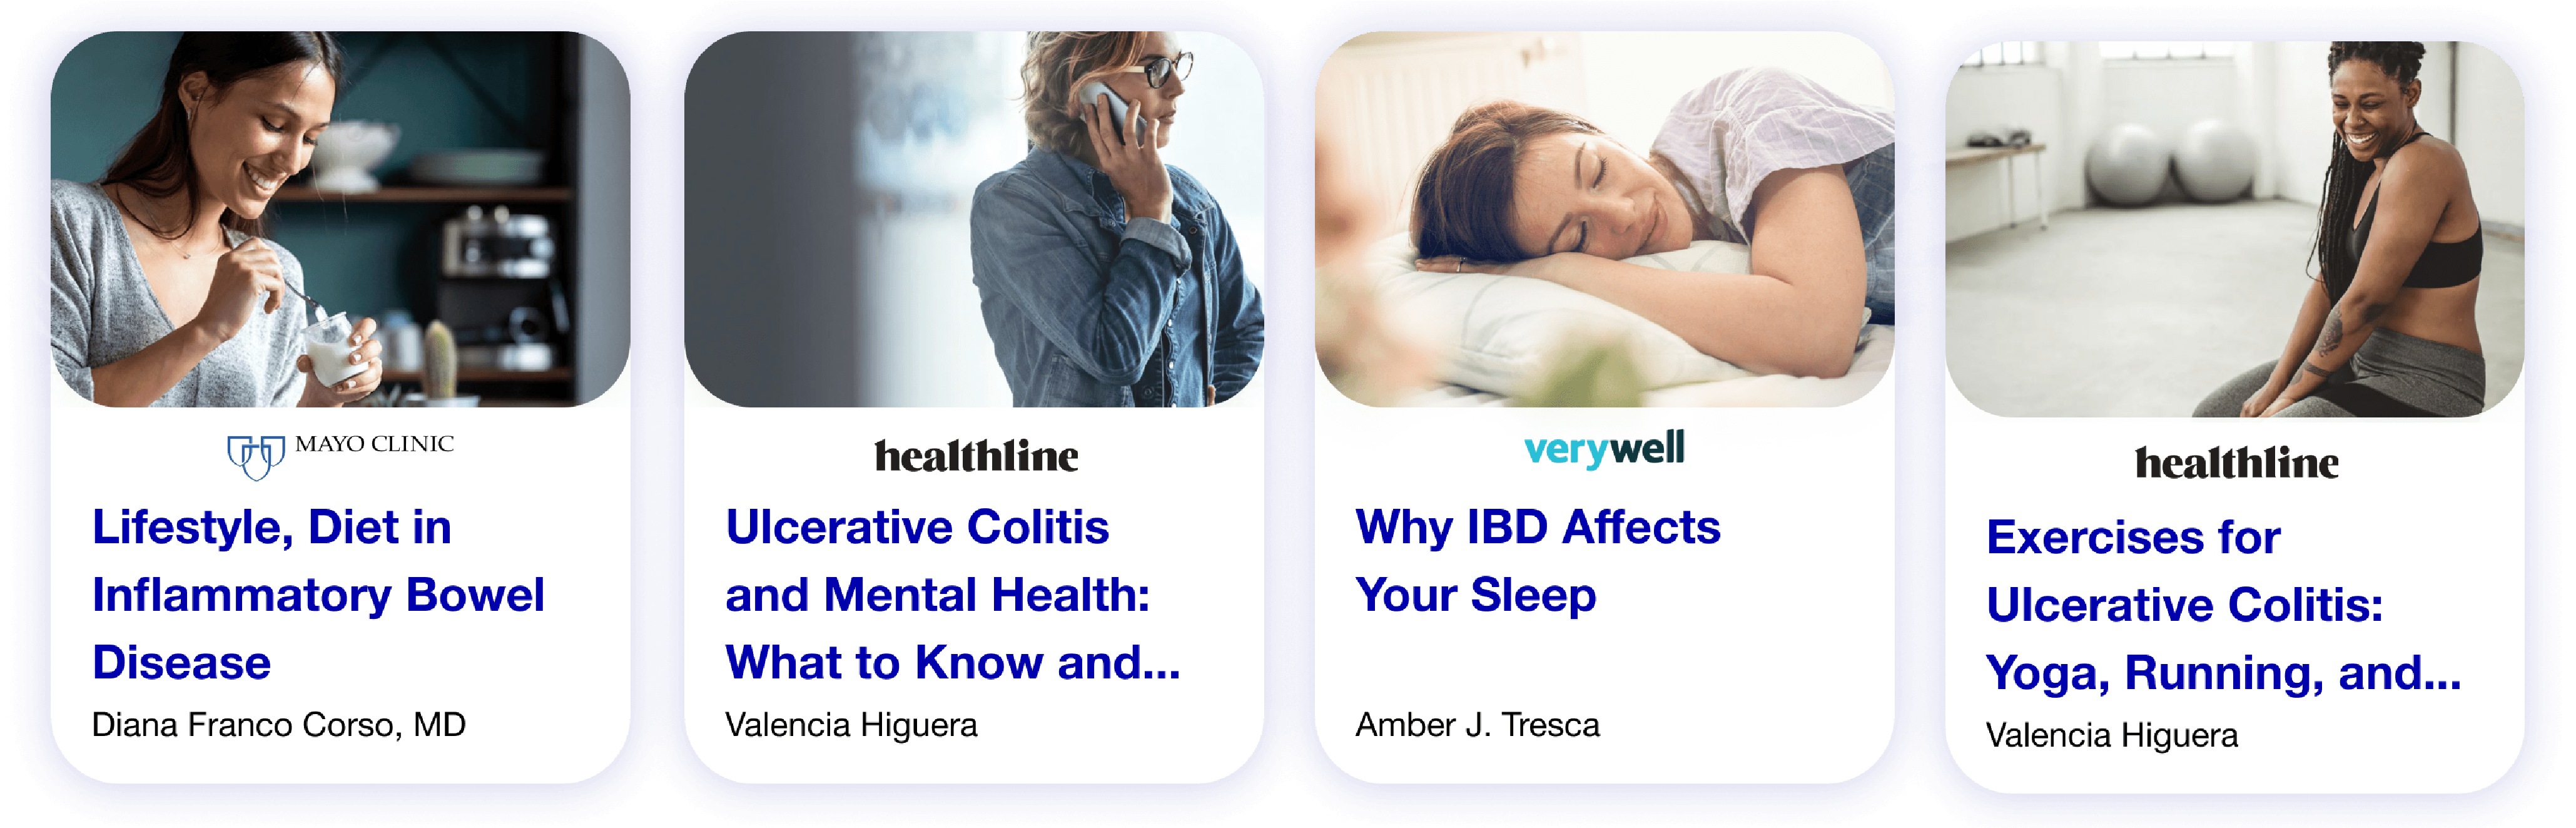 MAYO CLINIC
Lifestyle, Diet in
Inflammatory Bowel
Disease
Diana Franco Corso, MD
healthline
Ulcerative Colitis
and Mental Health:
What to Know and...
Valencia Higuera
verywell
Why IBD Affects
Your Sleep
Amber J. Tresca
healthline
Exercises for
Ulcerative Colitis:
Yoga, Running, and...
Valencia Higuera